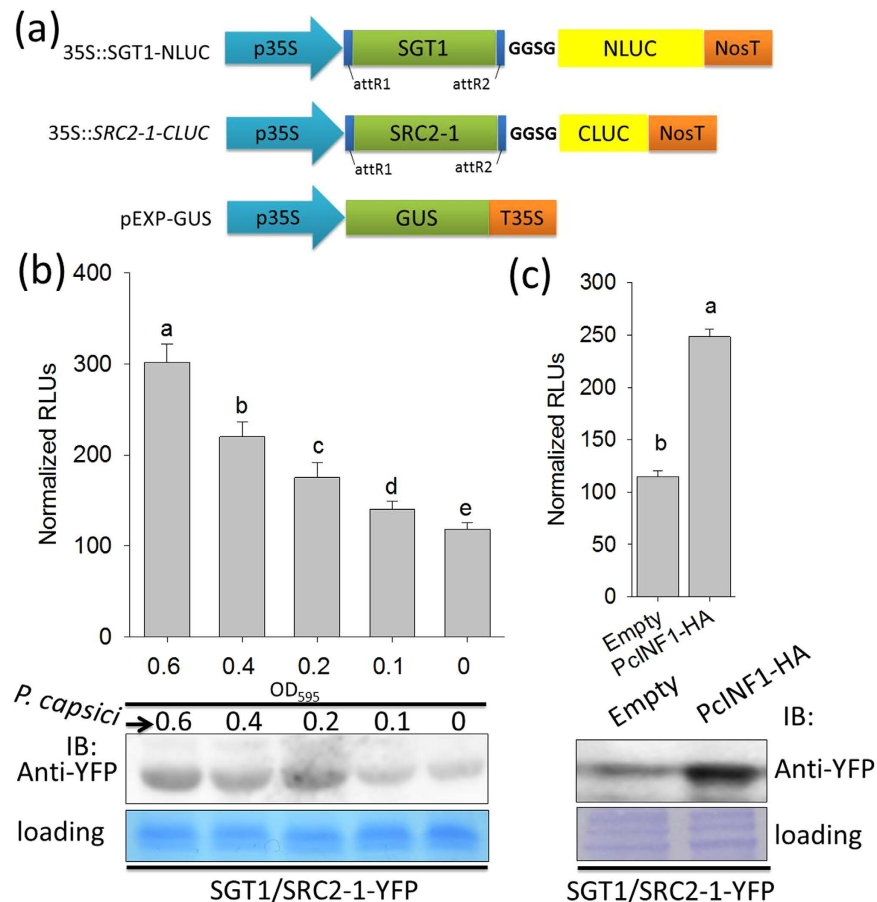 (a)
35S::SGT1-NLUC p35S SGT1 GGSG NLUC NosT
attR1 attR2
35S::SRC2-1-CLUC p35S SRC2-1 GGSG CLUC NosT
attR1 attR2
pEXP-GUS p35S GUS T35S
(b)
Normalized RLUs
400
300
200
100
0
a
b
c
d
e
0.6 0.4 0.2 0.1 0
OD595
P. capsici 0.6 0.4 0.2 0.1 0
IB:
Anti-YFP
loading
SGT1/SRC2-1-YFP
(c)
Normalized RLUs
300
250
200
150
100
50
0
b
a
Empty
PcINF1-HA
Empty PcINF1-HA
IB:
Anti-YFP
loading
SGT1/SRC2-1-YFP